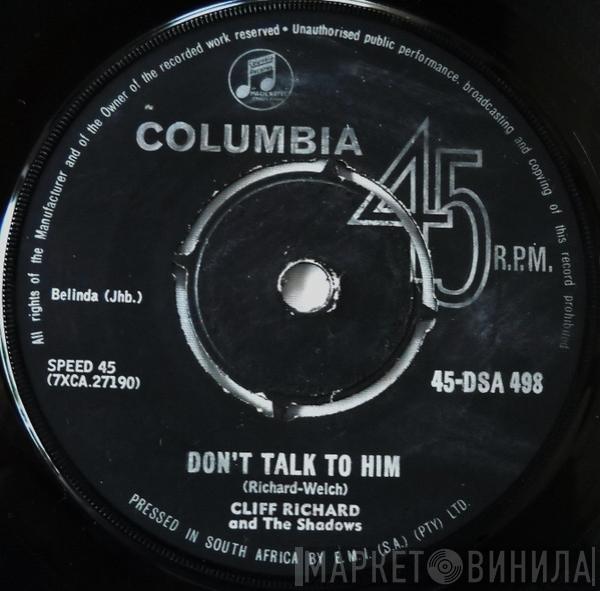 All rights of the Manufacturer and of the Owner of the recorded work reserved • Unauthorised public performance, broadcasting and copying of this record prohibited
COLUMBIA
45
R.P.M.
Belinda (Jhb.)
SPEED 45
(7XCA.27190)
45-DSA 498
DON'T TALK TO HIM
(Richard-Welch)
CLIFF RICHARD
and The Shadows
PRESSED IN SOUTH AFRICA BY E.M.I. (S.A.) (PTY) LTD.
МАРКЕТ ВИНИЛА